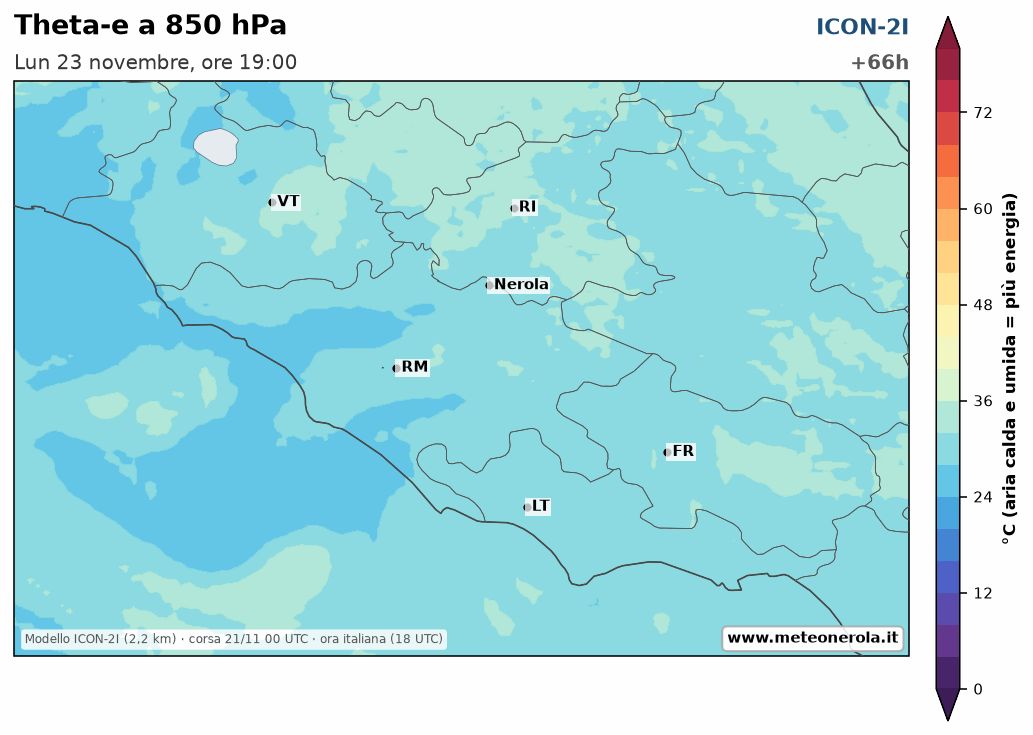 Theta-e a 850 hPa
ICON-2I
Lun 23 novembre, ore 19:00
+66h
VT
RI
Nerola
RM
FR
LT
Modello ICON-2I (2,2 km) · corsa 21/11 00 UTC · ora italiana (18 UTC)
www.meteonerola.it
72
60
48
36
24
12
0
°C (aria calda e umida = più energia)